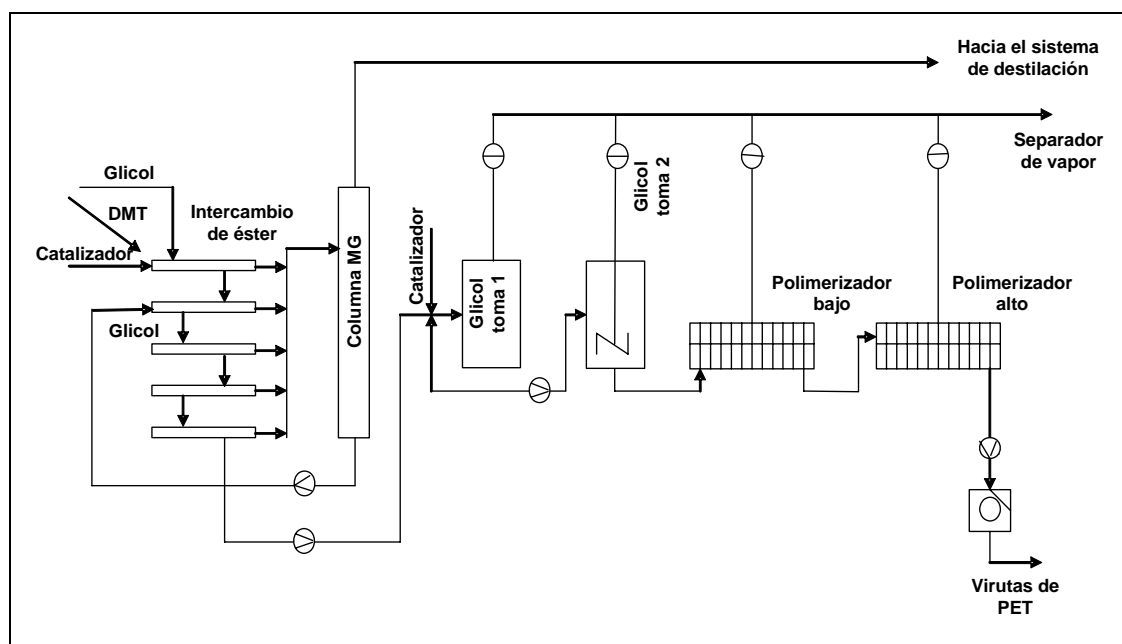 Hacia el sistema
de destilación
Separador
de vapor
Glicol
DMT
Catalizador
Intercambio
de éster
Glicol
Columna MG
Catalizador
Glicol
toma 1
Glicol
toma 2
Polimerizador
bajo
Polimerizador
alto
Virutas de
PET